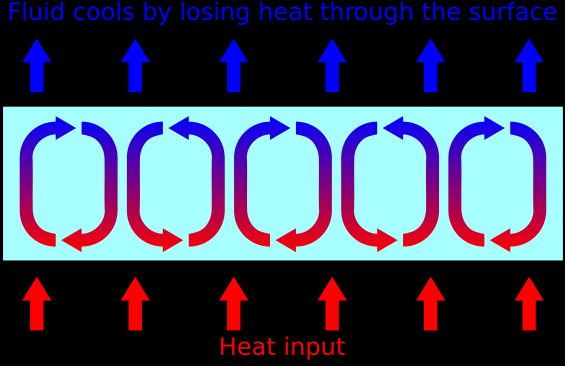 Fluid cools by losing heat through the surface
Heat input